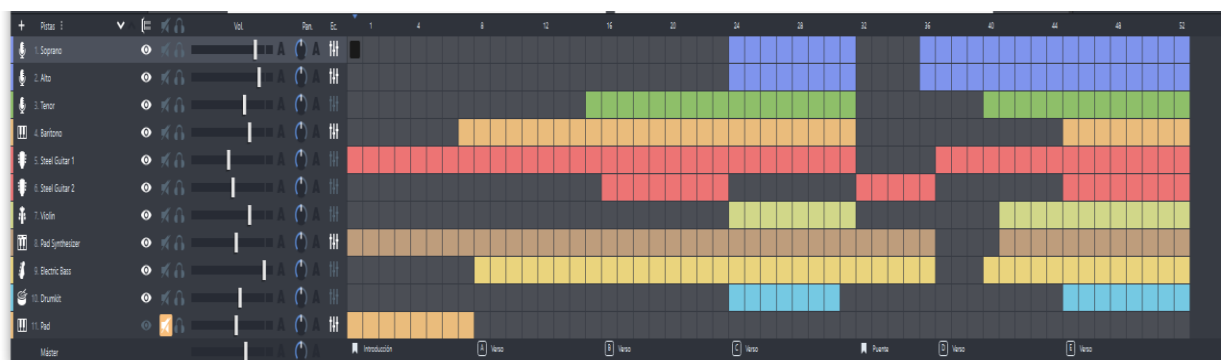 Pistas Vol. Pan. Ec. 1 4 8 12 16 20 24 28 32 36 40 44 48 52
1. Soprano
2. Alto
3. Tenor
4. Barítono
5. Steel Guitar 1
6. Steel Guitar 2
7. Violin
8. Pad Synthesizer
9. Electric Bass
10. Drumkit
11. Pad
Máster Introducción A Verso B Verso C Verso Puente D Verso E Verso